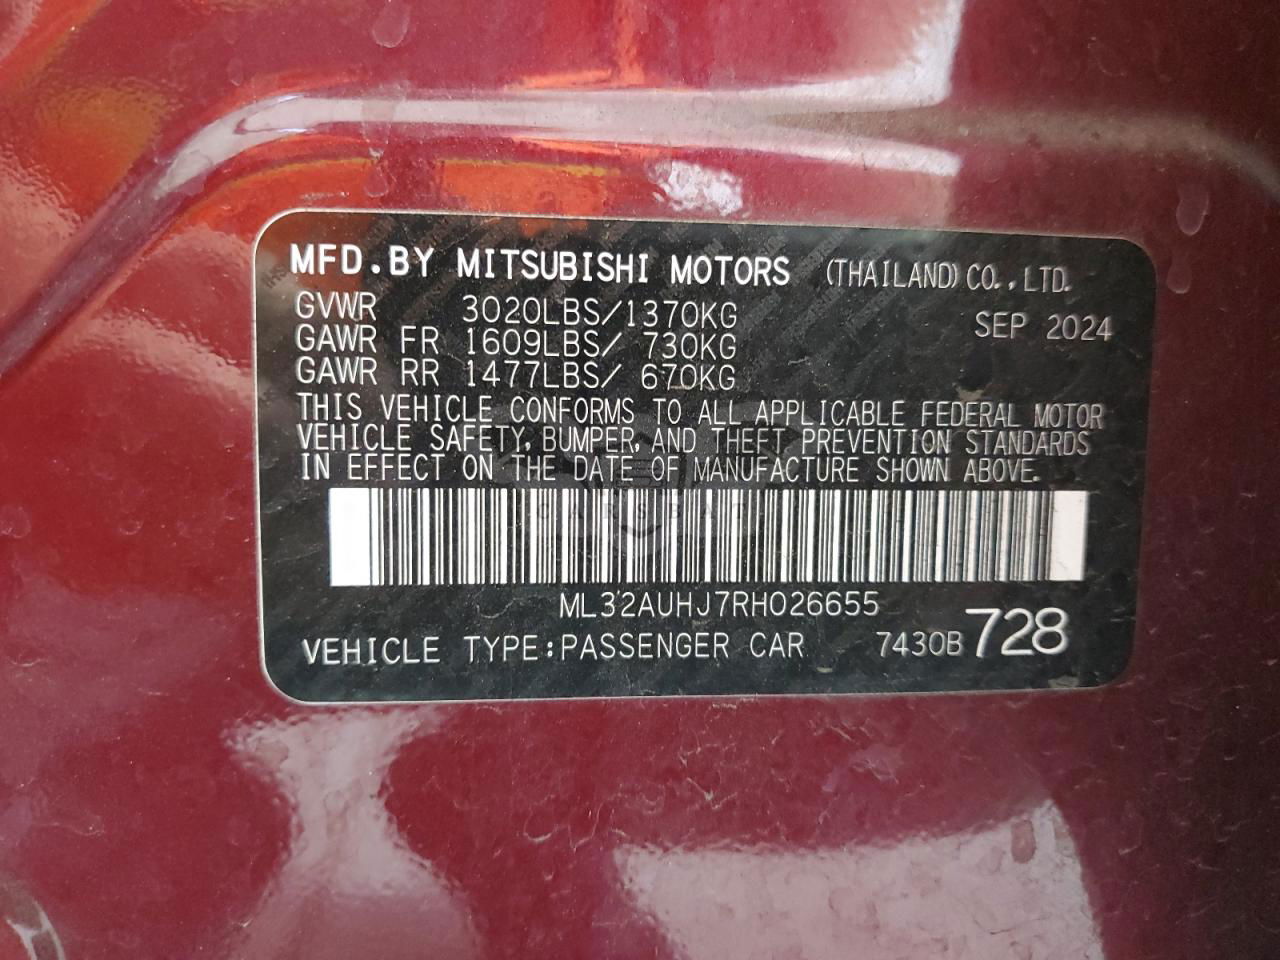 MFD.BY MITSUBISHI MOTORS (THAILAND) CO.,LTD.
GVWR 3020LBS/1370KG SEP 2024
GAWR FR 1609LBS/ 730KG
GAWR RR 1477LBS/ 670KG
THIS VEHICLE CONFORMS TO ALL APPLICABLE FEDERAL MOTOR
VEHICLE SAFETY, BUMPER, AND THEFT PREVENTION STANDARDS
IN EFFECT ON THE DATE OF MANUFACTURE SHOWN ABOVE.
ML32AUHJ7RH026655
VEHICLE TYPE:PASSENGER CAR 7430B 728